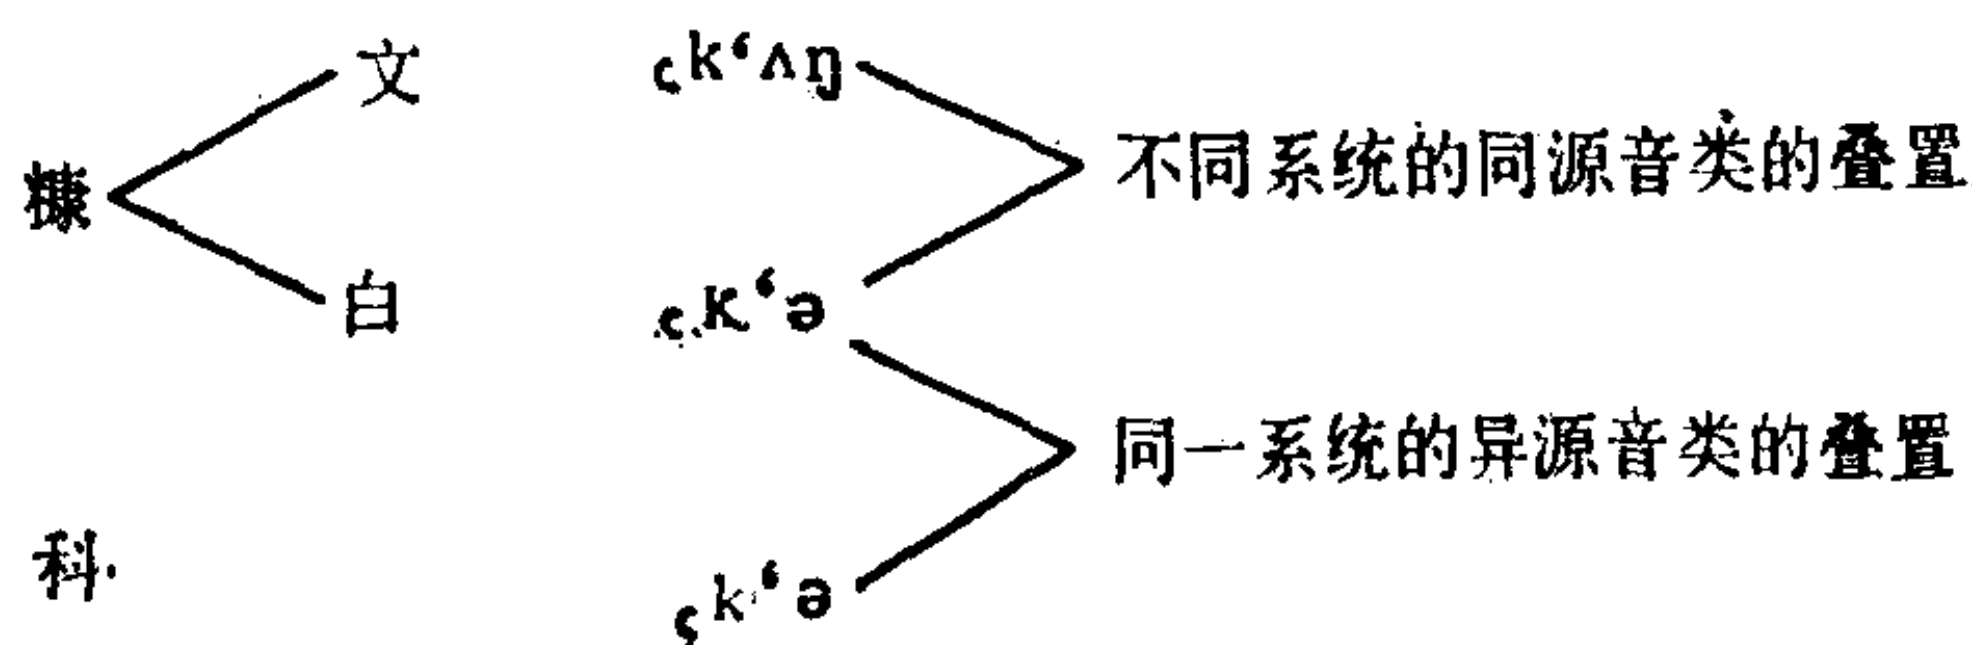 文 ꜀k‘ʌŋ
不同系统的同源音类的叠置
糠
白 ꜀k‘ə
同一系统的异源音类的叠置
科 ꜀k‘ə